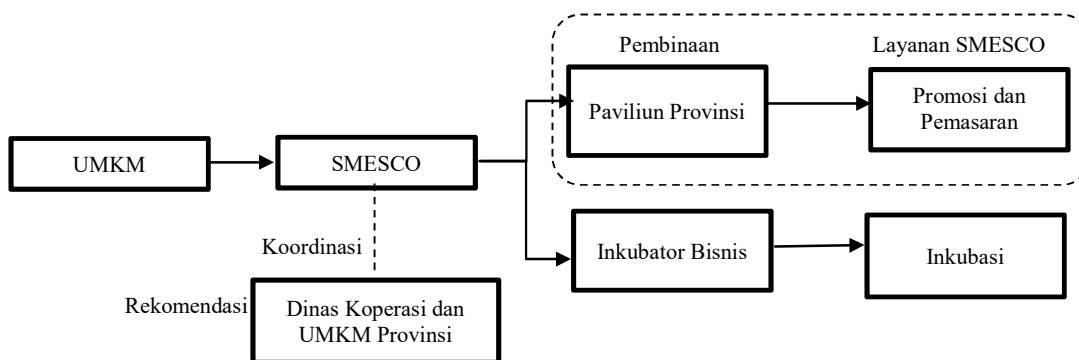 Pembinaan
Layanan SMESCO
Paviliun Provinsi
Promosi dan
Pemasaran
UMKM
SMESCO
Koordinasi
Inkubator Bisnis
Inkubasi
Rekomendasi
Dinas Koperasi dan
UMKM Provinsi